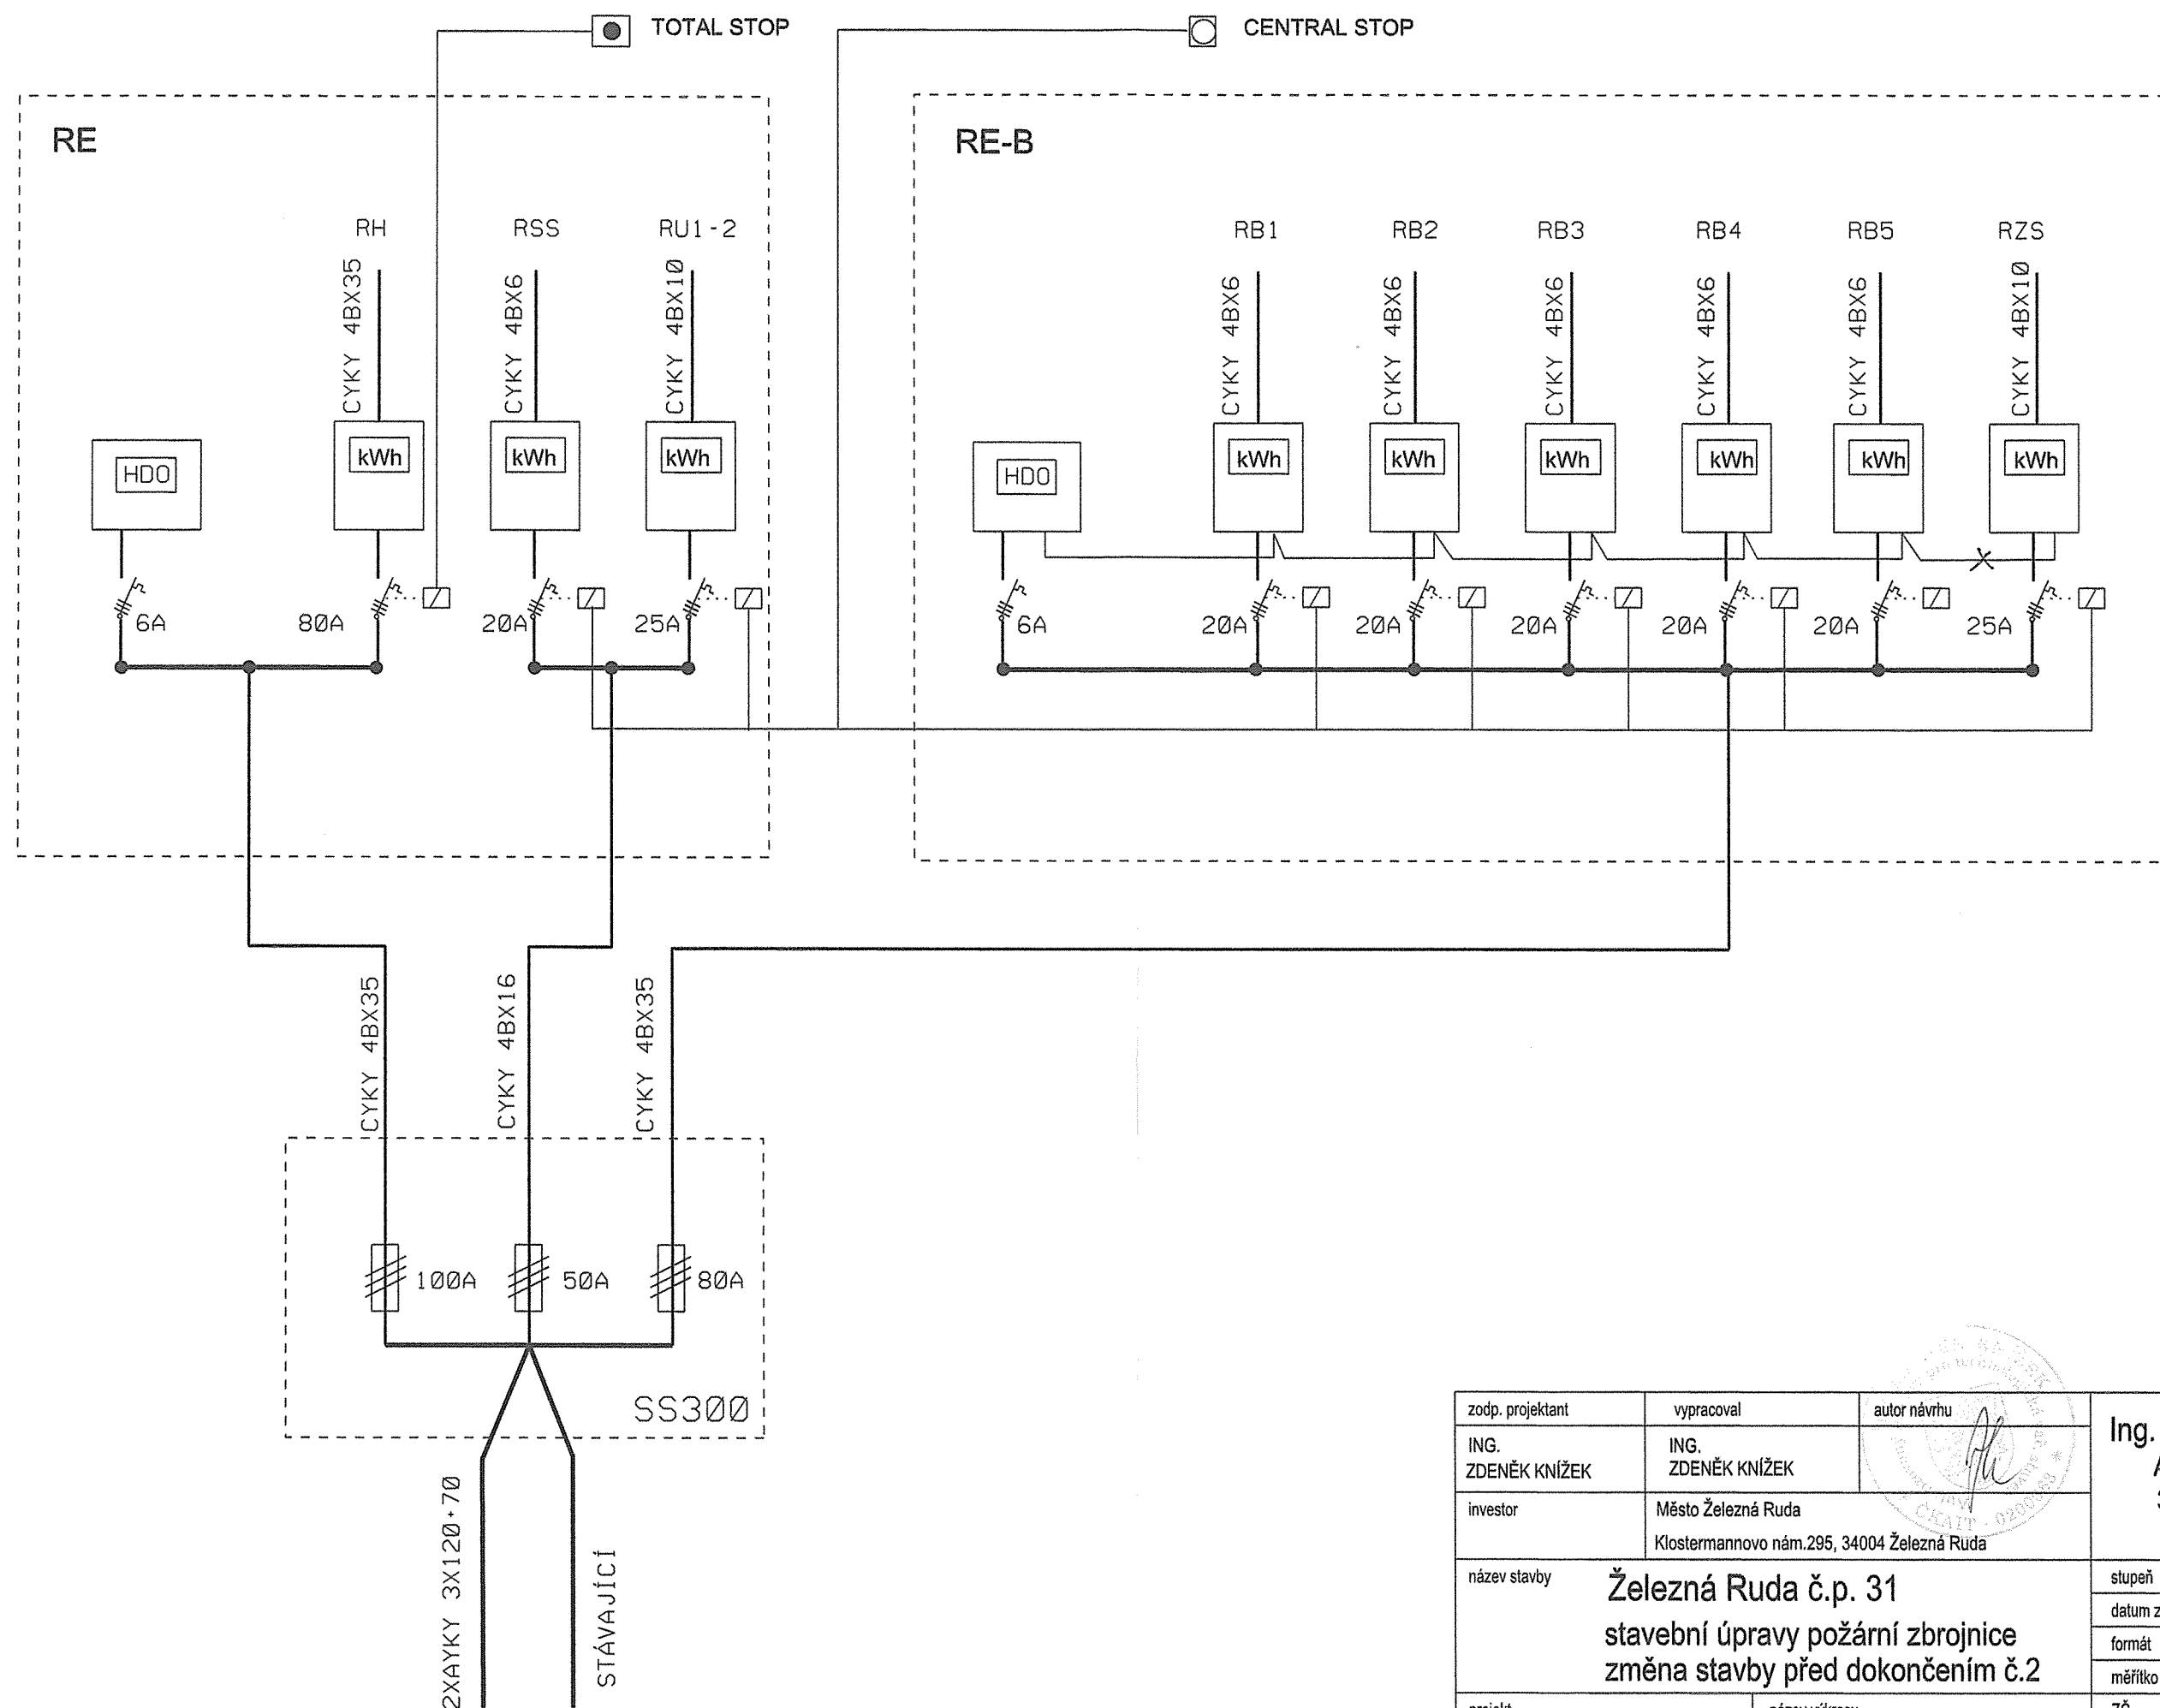 TOTAL STOP
CENTRAL STOP
RE
RE-B
RH
RSS
RU1-2
RB1
RB2
RB3
RB4
RB5
RZS
CYKY 4BX35
CYKY 4BX6
CYKY 4BX10
CYKY 4BX6
CYKY 4BX6
CYKY 4BX6
CYKY 4BX6
CYKY 4BX6
CYKY 4BX10
HDO
kWh
kWh
kWh
HDO
kWh
kWh
kWh
kWh
kWh
kWh
6A
80A
20A
25A
6A
20A
20A
20A
20A
20A
25A
CYKY 4BX35
CYKY 4BX16
CYKY 4BX35
100A
50A
80A
SS300
2XAYKY 3X120+70
STÁVAJÍCÍ
zodp. projektant
vypracoval
autor návrhu
Ing.
ING.
ZDENĚK KNÍŽEK
ING.
ZDENĚK KNÍŽEK
investor
Město Železná Ruda
Klostermannovo nám.295, 34004 Železná Ruda
název stavby
Železná Ruda č.p. 31
stavební úpravy požární zbrojnice
změna stavby před dokončením č.2
stupeň
datum z
formát
měřítko
ČKAIT